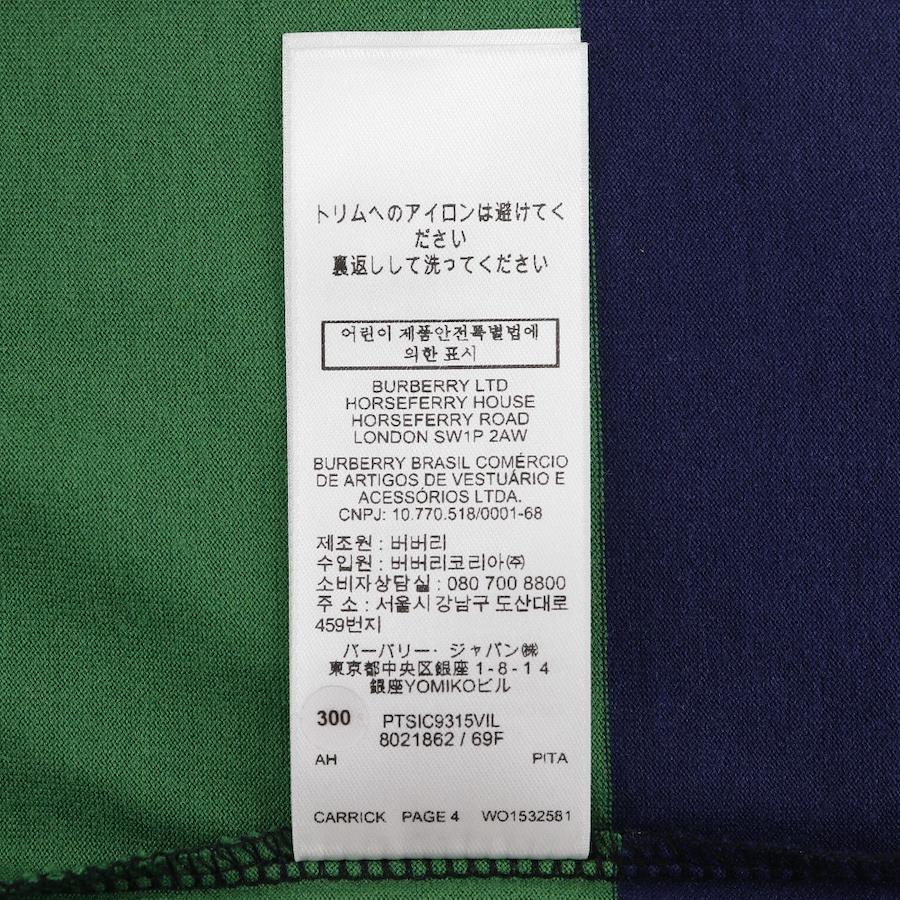 トリムへのアイロンは避けてく
ださい
裏返しして洗ってください
어린이 제품안전특별법에
의한 표시
BURBERRY LTD
HORSEFERRY HOUSE
HORSEFERRY ROAD
LONDON SW1P 2AW
BURBERRY BRASIL COMÉRCIO
DE ARTIGOS DE VESTUÁRIO E
ACESSÓRIOS LTDA.
CNPJ: 10.770.518/0001-68
제조원 : 버버리
수입원 : 버버리코리아㈜
소비자상담실 : 080 700 8800
주 소 : 서울시 강남구 도산대로
459번지
バーバリー・ジャパン㈱
東京都中央区銀座 1-8-14
銀座YOMIKOビル
300 PTSIC9315VIL
8021862 / 69F
AH PITA
CARRICK PAGE 4 WO1532581